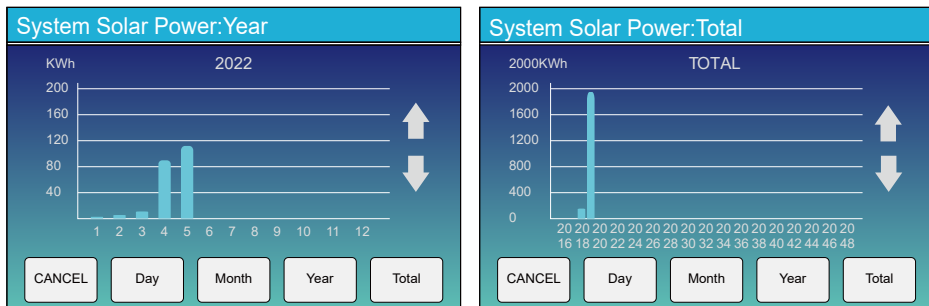 System Solar Power:Year
KWh
2022
200
160
120
80
40
1 2 3 4 5 6 7 8 9 10 11 12
CANCEL Day Month Year Total
System Solar Power:Total
2000KWh
TOTAL
2000
1600
1200
800
400
0
20 20 20 20 20 20 20 20 20 20 20 20 20 20 20 20 20
16 18 20 22 24 26 28 30 32 34 36 38 40 42 44 46 48
CANCEL Day Month Year Total